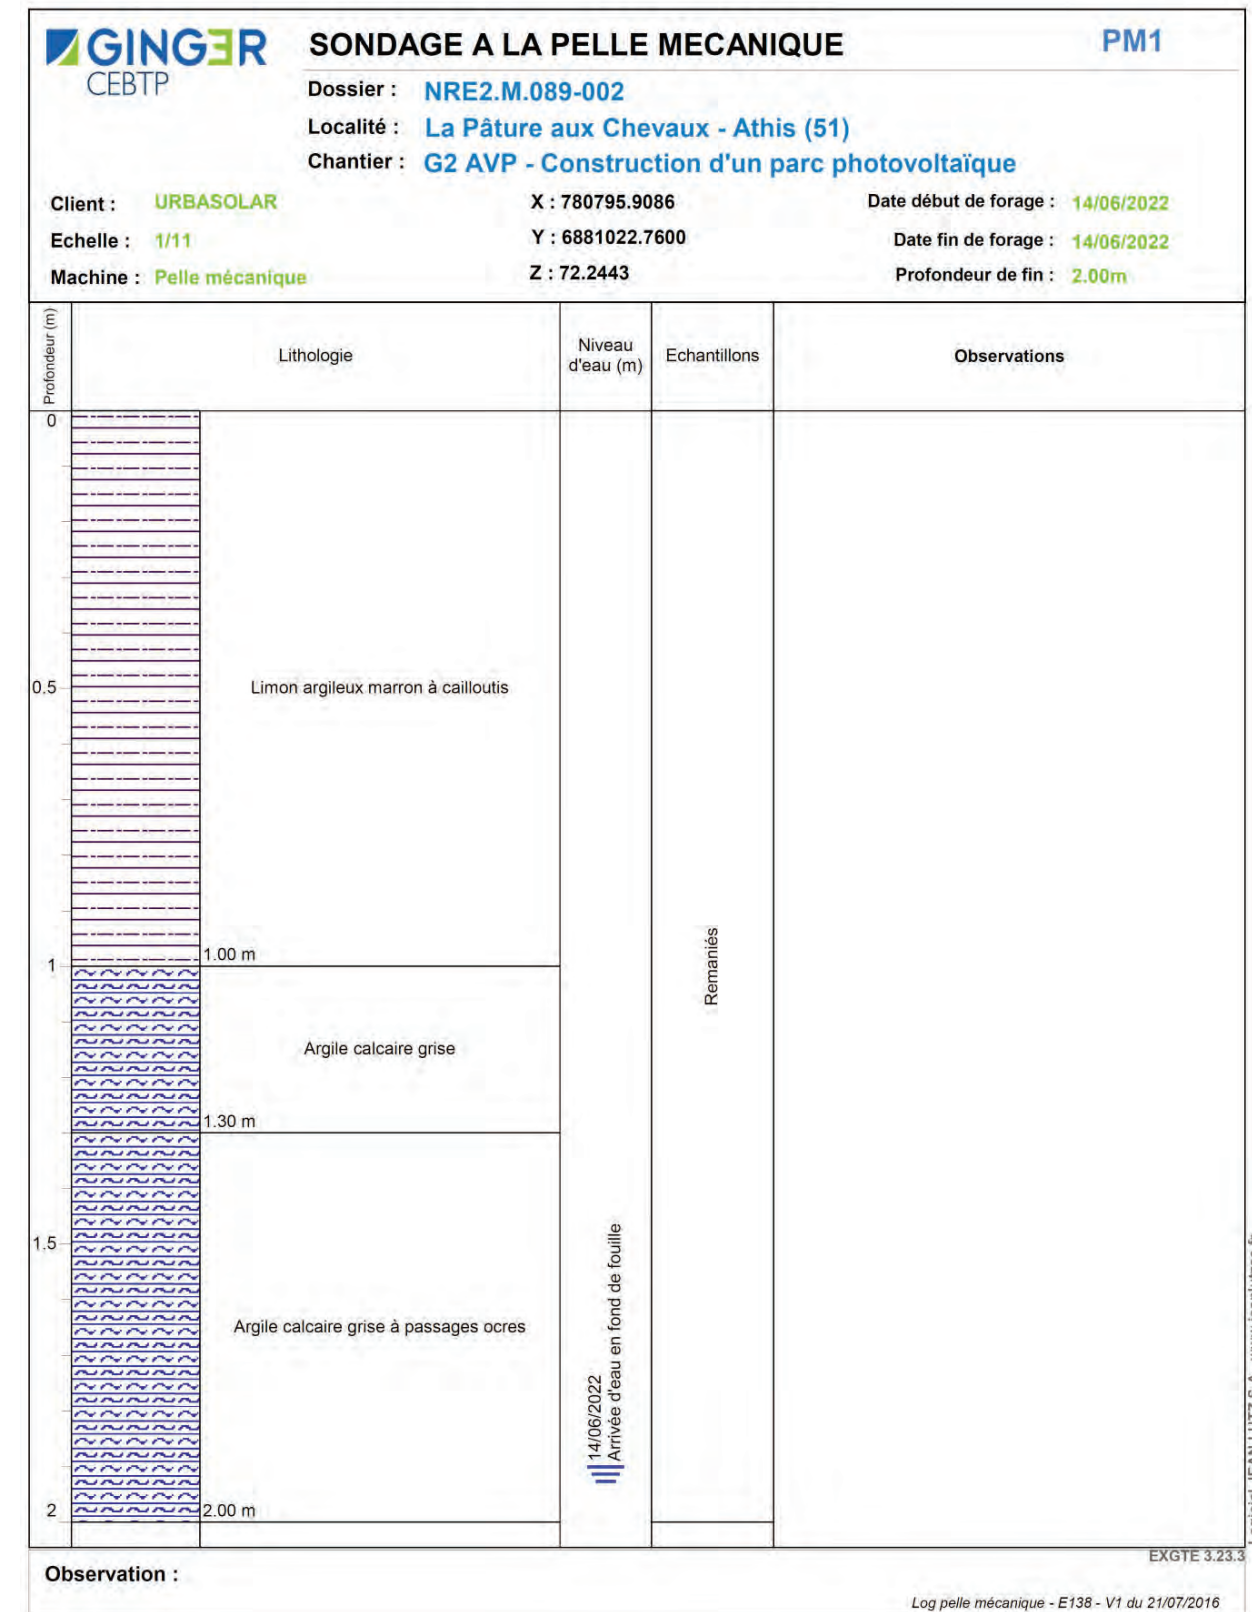 GINGER
CEBTP
SONDAGE A LA PELLE MECANIQUE
PM1
Dossier : NRE2.M.089-002
Localité : La Pâture aux Chevaux - Athis (51)
Chantier : G2 AVP - Construction d'un parc photovoltaïque
Client : URBASOLAR
X : 780795.9086
Date début de forage : 14/06/2022
Echelle : 1/11
Y : 6881022.7600
Date fin de forage : 14/06/2022
Machine : Pelle mécanique
Z : 72.2443
Profondeur de fin : 2.00m
Profondeur (m)
Lithologie
Niveau
d'eau (m)
Echantillons
Observations
0
0.5
Limon argileux marron à cailloutis
1.00 m
1
Remaniés
Argile calcaire grise
1.30 m
1.5
Argile calcaire grise à passages ocres
14/06/2022
Arrivée d'eau en fond de fouille
2
2.00 m
EXGTE 3.23.3
Observation :
Log pelle mécanique - E138 - V1 du 21/07/2016